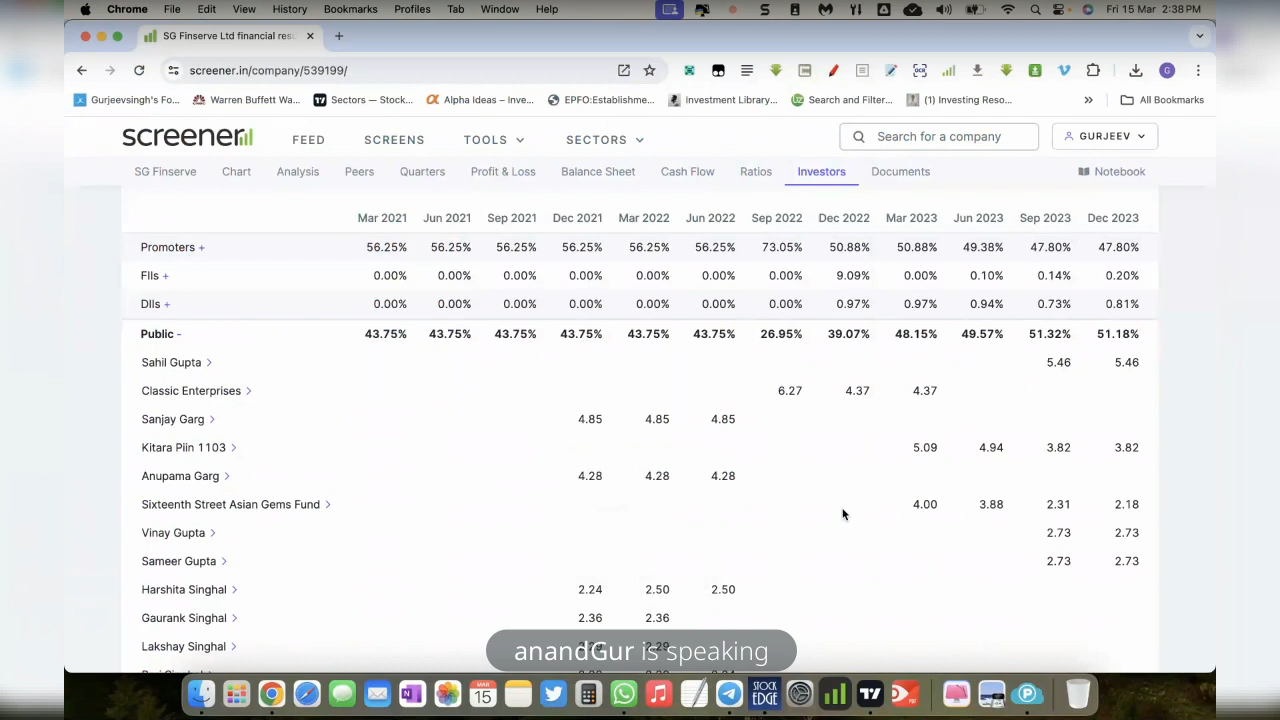 Chrome File Edit View History Bookmarks Profiles Tab Window Help Fri 15 Mar 2:38 PM
SG Finserve Ltd financial res
screener.in/company/539199/
Gurjeevsingh's Fo... Warren Buffett Wa... Sectors — Stock... Alpha Ideas – Inve... EPFO:Establishme... Investment Library... Search and Filter... (1) Investing Reso... » All Bookmarks
screener FEED SCREENS TOOLS SECTORS Search for a company GURJEEV
SG Finserve Chart Analysis Peers Quarters Profit & Loss Balance Sheet Cash Flow Ratios Investors Documents Notebook
Mar 2021 Jun 2021 Sep 2021 Dec 2021 Mar 2022 Jun 2022 Sep 2022 Dec 2022 Mar 2023 Jun 2023 Sep 2023 Dec 2023
Promoters + 56.25% 56.25% 56.25% 56.25% 56.25% 56.25% 73.05% 50.88% 50.88% 49.38% 47.80% 47.80%
FIIs + 0.00% 0.00% 0.00% 0.00% 0.00% 0.00% 0.00% 9.09% 0.00% 0.10% 0.14% 0.20%
DIIs + 0.00% 0.00% 0.00% 0.00% 0.00% 0.00% 0.00% 0.97% 0.97% 0.94% 0.73% 0.81%
Public - 43.75% 43.75% 43.75% 43.75% 43.75% 43.75% 26.95% 39.07% 48.15% 49.57% 51.32% 51.18%
Sahil Gupta 5.46 5.46
Classic Enterprises 6.27 4.37 4.37
Sanjay Garg 4.85 4.85 4.85
Kitara Piin 1103 5.09 4.94 3.82 3.82
Anupama Garg 4.28 4.28 4.28
Sixteenth Street Asian Gems Fund 4.00 3.88 2.31 2.18
Vinay Gupta 2.73 2.73
Sameer Gupta 2.73 2.73
Harshita Singhal 2.24 2.50 2.50
Gaurank Singhal 2.36 2.36
Lakshay Singhal
anandGur is speaking
MAR
15
STOCK
EDGE